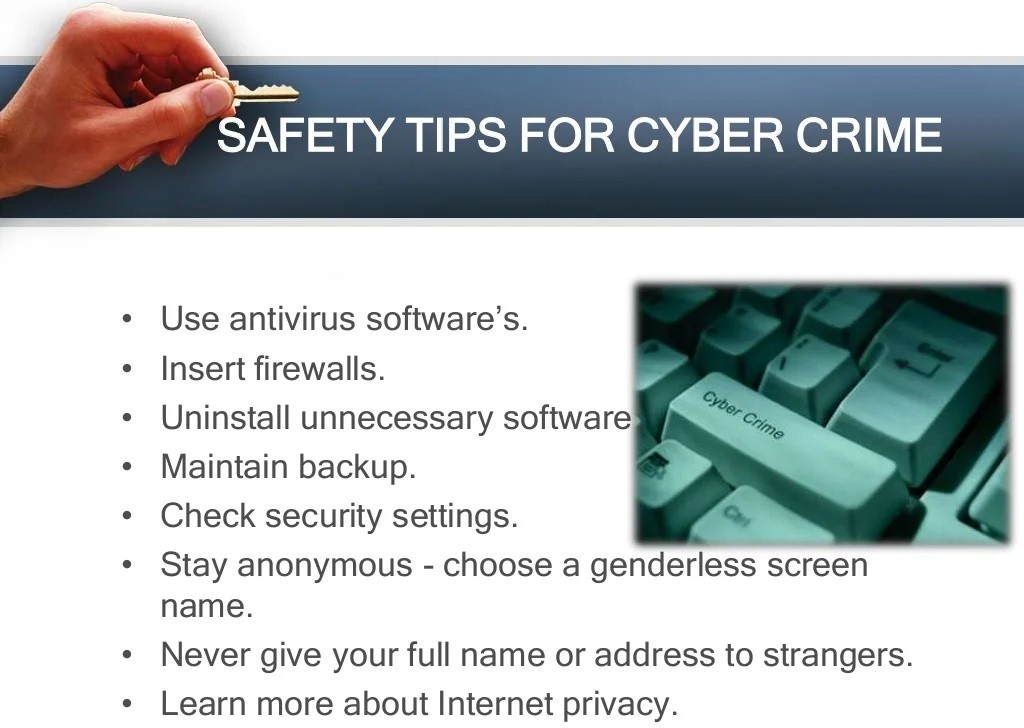 SAFETY TIPS FOR CYBER CRIME
• Use antivirus software’s.
• Insert firewalls.
• Uninstall unnecessary software
• Maintain backup.
• Check security settings.
• Stay anonymous - choose a genderless screen
name.
• Never give your full name or address to strangers.
• Learn more about Internet privacy.
Enter
Cyber Crime
Ctrl